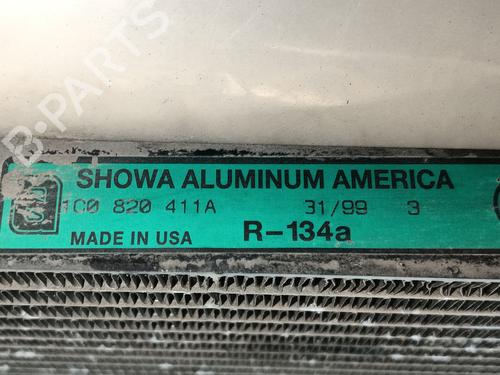 B-PARTS
SHOWA ALUMINUM AMERICA
1C0 820 411A 31/99 3
MADE IN USA R-134a